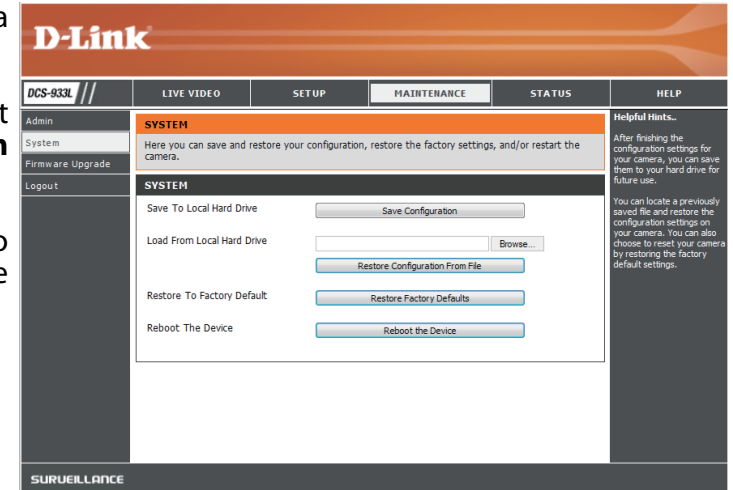 a
t
n
o
e
D-Link
DCS-933L // LIVE VIDEO SETUP MAINTENANCE STATUS HELP
Admin
System
Firmware Upgrade
Logout
SYSTEM
Here you can save and restore your configuration, restore the factory settings, and/or restart the
camera.
SYSTEM
Save To Local Hard Drive Save Configuration
Load From Local Hard Drive Browse...
Restore Configuration From File
Restore To Factory Default Restore Factory Defaults
Reboot The Device Reboot the Device
Helpful Hints..
After finishing the
configuration settings for
your camera, you can save
them to your hard drive for
future use.
You can locate a previously
saved file and restore the
configuration settings on
your camera. You can also
choose to reset your camera
by restoring the factory
default settings.
SURVEILLANCE